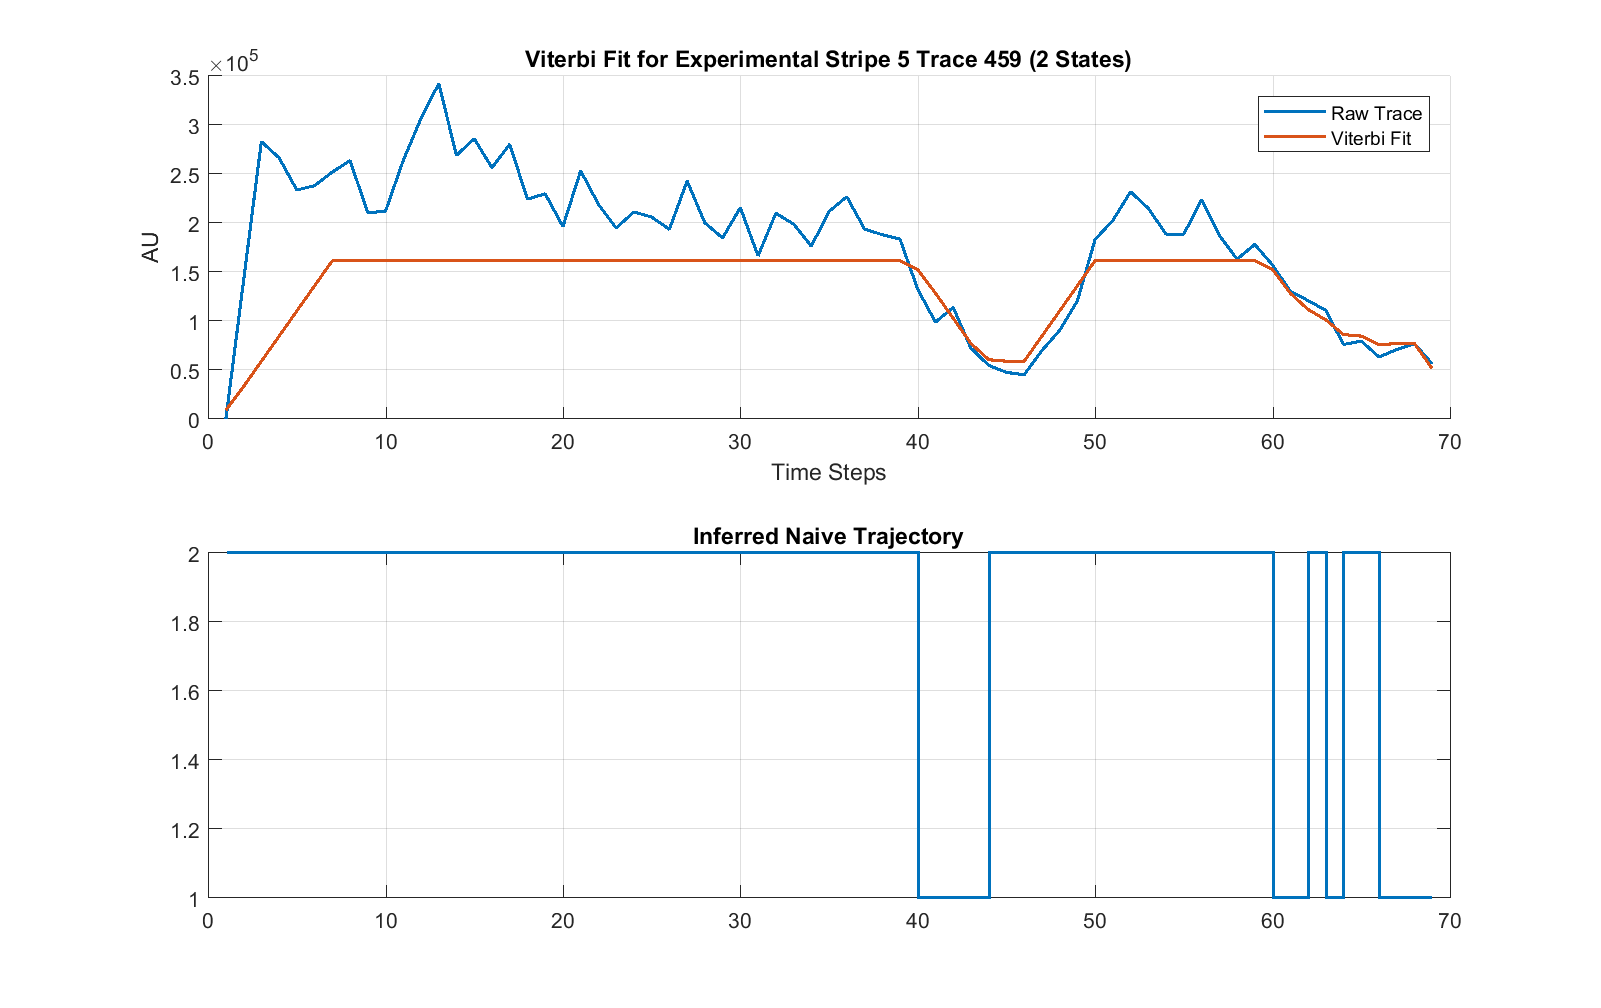 Viterbi Fit for Experimental Stripe 5 Trace 459 (2 States)
×10⁵
3.5
3
2.5
2
1.5
1
0.5
0
AU
Raw Trace
Viterbi Fit
0 10 20 30 40 50 60 70
Time Steps
Inferred Naive Trajectory
2
1.8
1.6
1.4
1.2
1
0 10 20 30 40 50 60 70